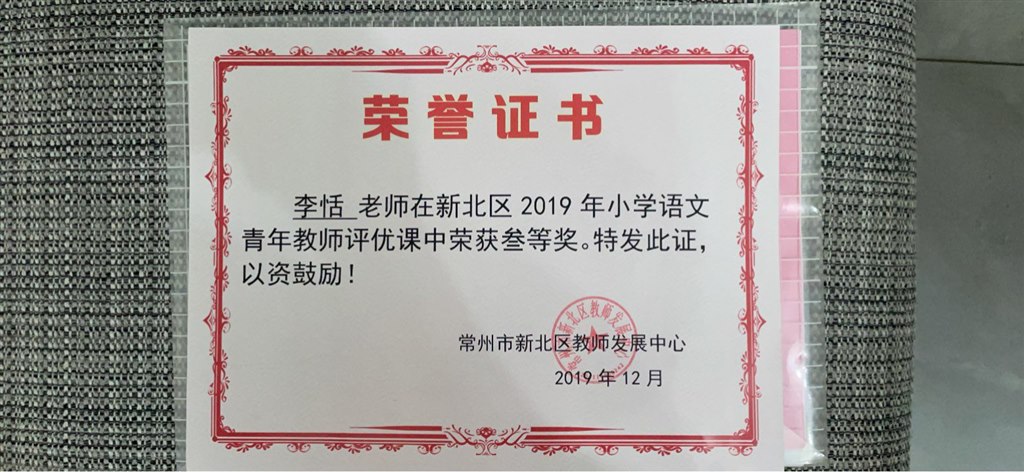 荣誉证书
李恬 老师在新北区 2019 年小学语文
青年教师评优课中荣获叁等奖。特发此证，
以资鼓励！
常州市新北区教师发展中心
2019 年 12 月